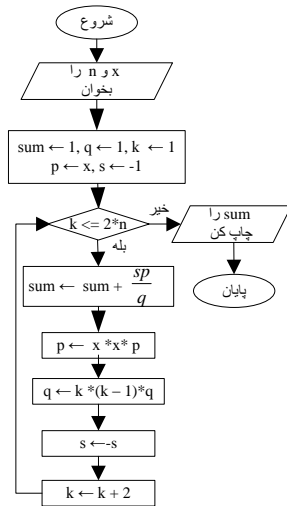 شروع
x و n را
بخوان
sum ← 1, q ← 1, k ← 1
p ← x, s ← -1
k <= 2*n
خیر
sum را
چاپ کن
بله
پایان
sum ← sum + \frac{sp}{q}
p ← x *x* p
q ← k *(k – 1)*q
s ←-s
k ← k + 2